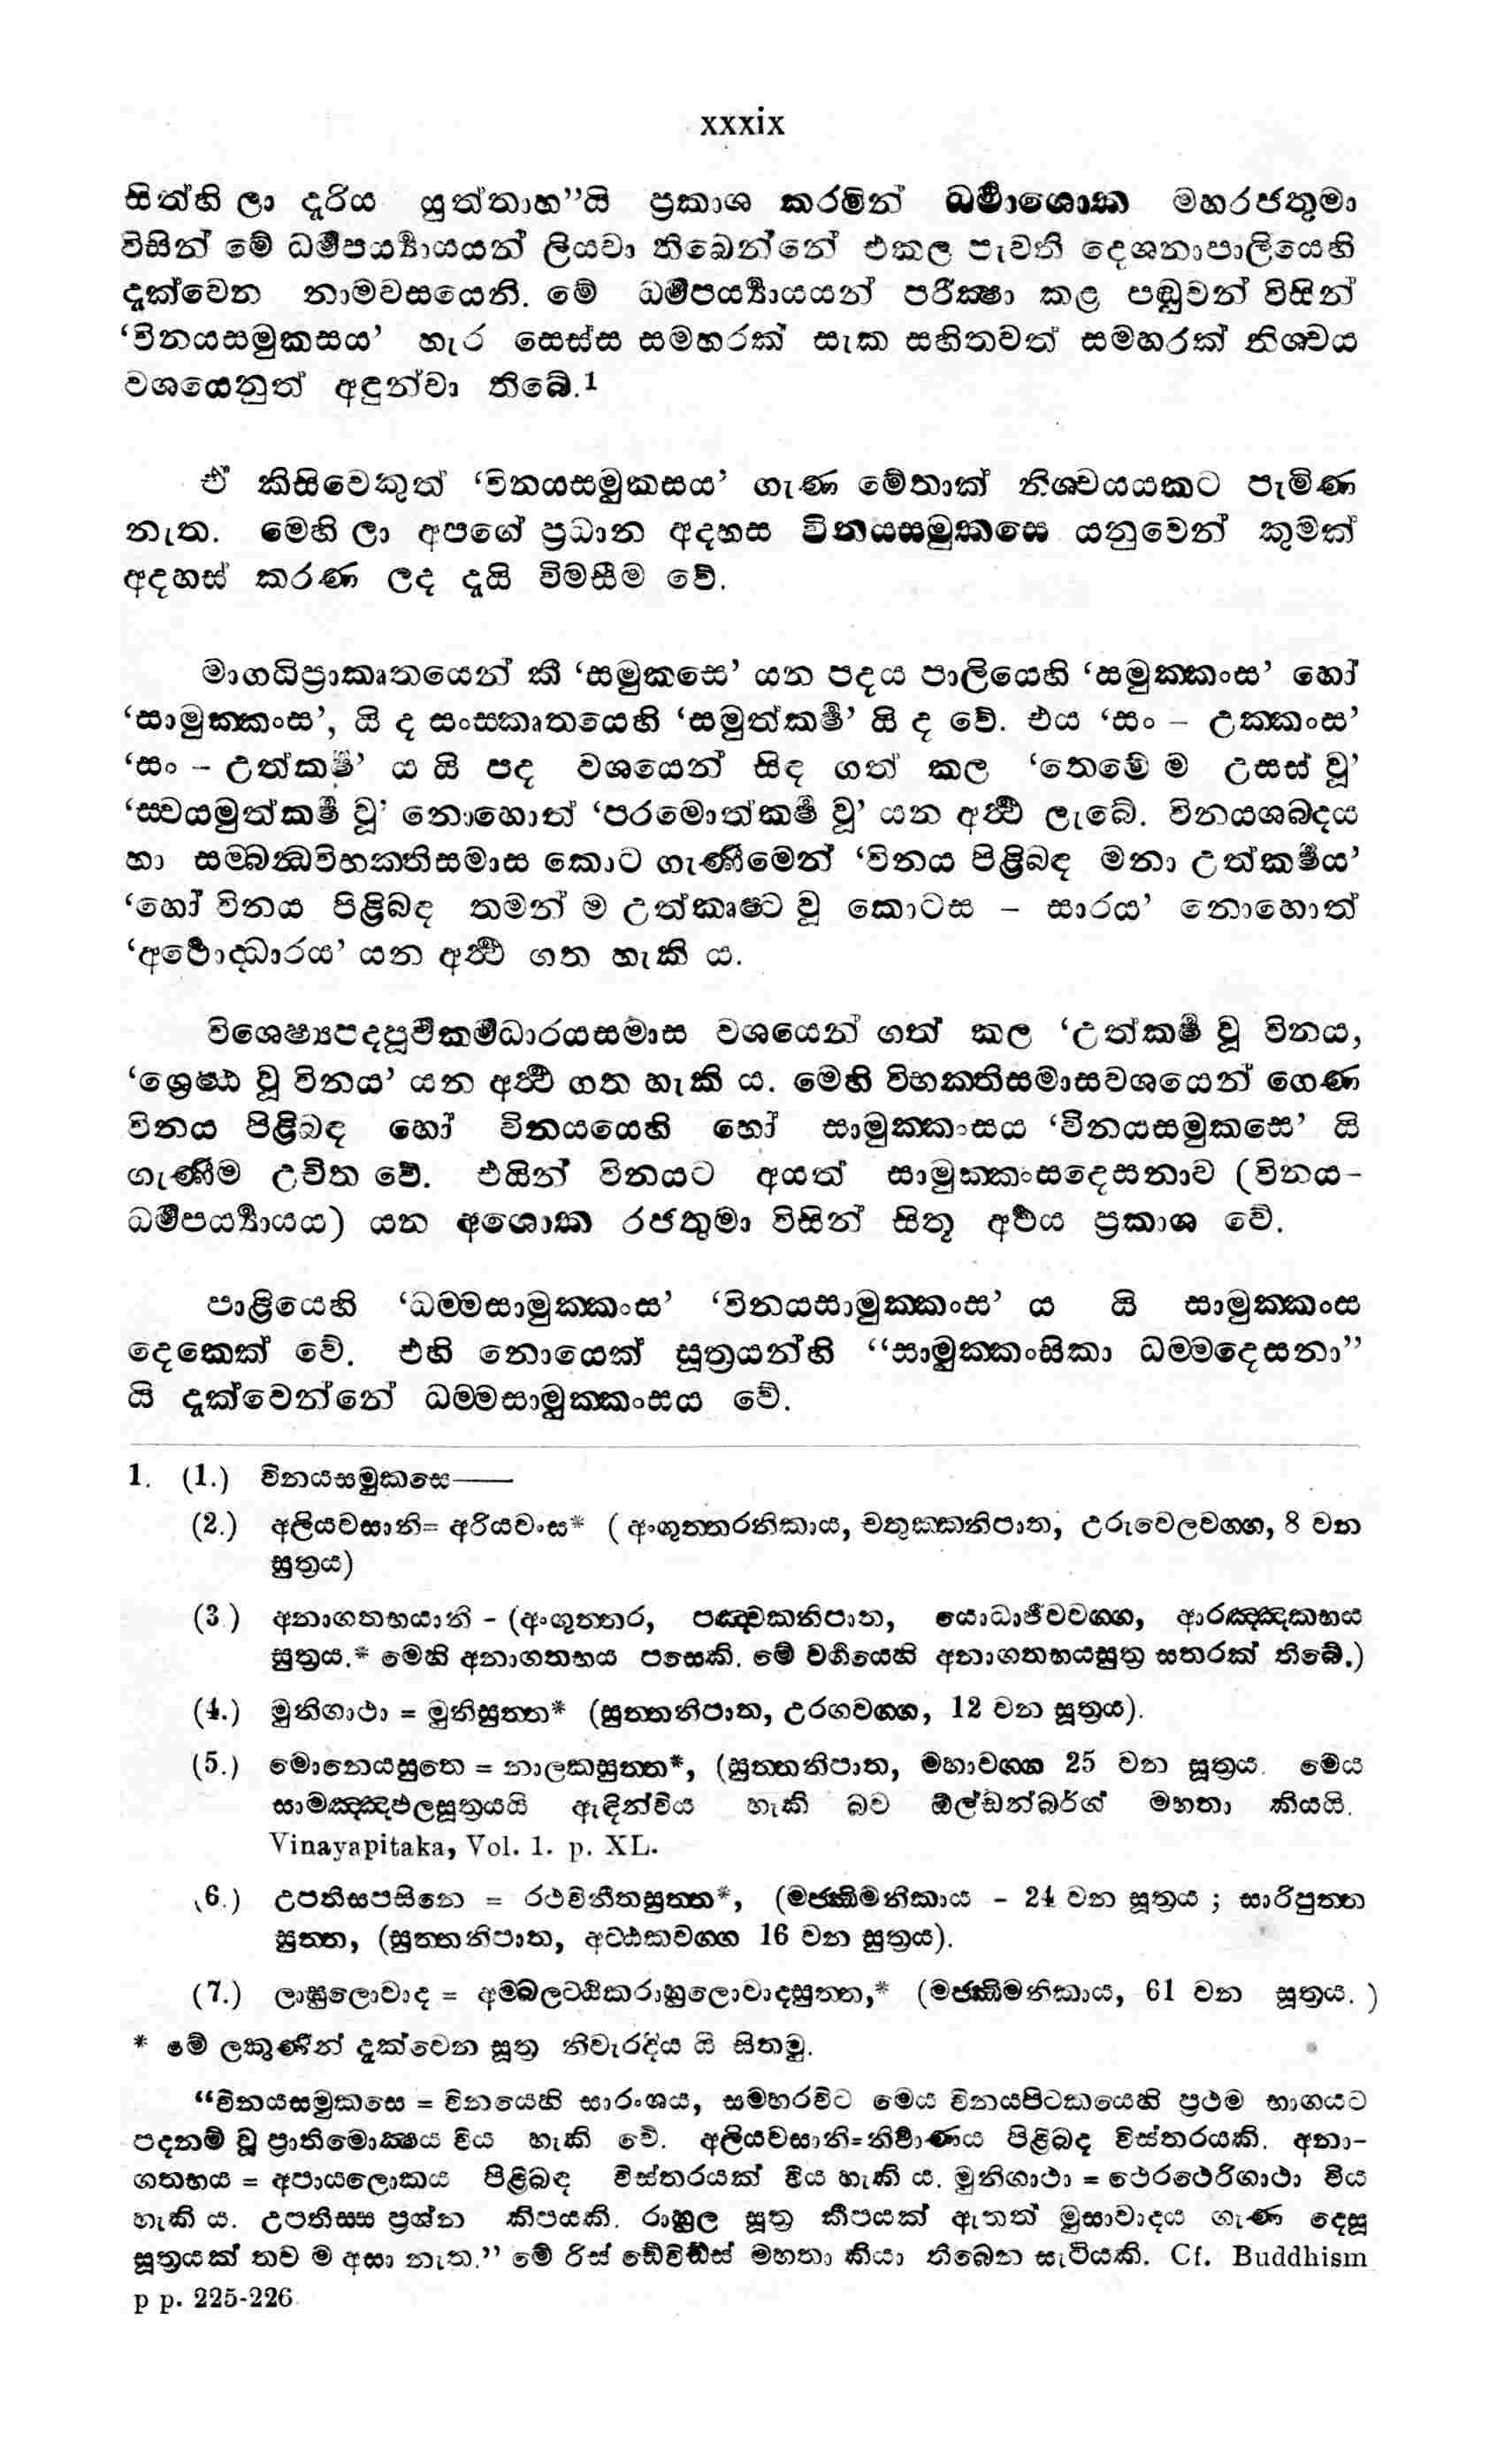 xxxix
සිත්හි ලා දැරිය යුත්තාහ”යි ප්‍රකාශ කරමින් ධර්‍මාශොක මහරජතුමා
විසින් මේ ධර්‍මපර්‍ය්‍යායයන් ලියවා තිබෙන්නේ එකල පැවති දෙශනාපාලියෙහි
දැක්වෙන නාමවසයෙනි. මේ ධර්‍මපර්‍ය්‍යායයන් පරීක්‍ෂා කළ පඬුවන් විසින්
‘විනයසමුකසය’ හැර සෙස්ස සමහරක් සැක සහිතවත් සමහරක් නිශ්චය
වශයෙනුත් අඳුන්වා තිබේ.1
ඒ කිසිවෙකුත් ‘විනයසමුකසය’ ගැණ මේතාක් නිශ්චයයකට පැමිණ
නැත. මෙහි ලා අපගේ ප්‍රධාන අදහස විනයසමුකසෙ යනුවෙන් කුමක්
අදහස් කරණ ලද දැයි විමසීම වේ.
මාගධිප්‍රාකෘතයෙන් කී ‘සමුකසෙ’ යන පදය පාලියෙහි ‘සමුක්කංස’ හෝ
‘සාමුක්කංස’, යි ද සංස්කෘතයෙහි ‘සමුත්කර්‍ෂ’ යි ද වේ. එය ‘සං – උක්කංස’
‘සං – උත්කර්‍ෂ’ ය යි පද වශයෙන් සිඳ ගත් කල ‘තෙමේ ම උසස් වූ’
‘ස්වයමුත්කර්‍ෂ වූ’ නොහොත් ‘පරමොත්කර්‍ෂ වූ’ යන අර්‍ත්‍ථ ලැබේ. විනයශබ්දය
හා සම්බන්‍ධවිභක්තිසමාස කොට ගැණීමෙන් ‘විනය පිළිබඳ මනා උත්කර්‍ෂය’
‘හෝ විනය පිළිබඳ තමන් ම උත්කෘෂ්ට වූ කොටස – සාරය’ නොහොත්
‘අර්‍ථොද්ධාරය’ යන අර්‍ත්‍ථ ගත හැකි ය.
විශෙෂ්‍යපදපූර්‍වකර්‍මධාරයසමාස වශයෙන් ගත් කල ‘උත්කර්‍ෂ වූ විනය,
‘ශ්‍රෙෂ්ඨ වූ විනය’ යන අර්‍ත්‍ථ ගත හැකි ය. මෙහි විභක්තිසමාසවශයෙන් ගෙණ
විනය පිළිබඳ හෝ විනයයෙහි හෝ සාමුක්කංසය ‘විනයසමුකසෙ’ යි
ගැණීම උචිත වේ. එයින් විනයට අයත් සාමුක්කංසදෙසනාව (විනය-
ධර්‍මපර්‍ය්‍යායය) යන අශොක රජතුමා විසින් සිතූ අර්‍ථය ප්‍රකාශ වේ.
පාළියෙහි ‘ධම්මසාමුක්කංස’ ‘විනයසාමුක්කංස’ ය යි සාමුක්කංස
දෙකෙක් වේ. එහි නොයෙක් සූත්‍රයන්හි “සාමුක්කංසිකා ධම්මදෙසනා”
යි දැක්වෙන්නේ ධම්මසාමුක්කංසය වේ.
1. (1.) විනයසමුකසෙ——
(2.) අලියවසානි= අරියවංස* ( අංගුත්තරනිකාය, චතුක්කනිපාත, උරුවෙලවග්ග, 8 වන
සුත්‍රය)
(3.) අනාගතභයානි - (අංගුත්තර, පඤ්චකනිපාත, යොධාජීවවග්ග, ආරඤ්ඤකභය
සුත්‍රය.* මෙහි අනාගතභය පසෙකි. මේ වර්‍ගයෙහි අනාගතභයසුත්‍ර සතරක් තිබේ.)
(4.) මුනිගාථා = මුනිසුත්ත* (සුත්තනිපාත, උරගවග්ග, 12 වන සූත්‍රය).
(5.) මොනෙයසුතෙ = නාලකසුත්ත*, (සුත්තනිපාත, මහාවග්ග 25 වන සූත්‍රය. මෙය
සාමඤ්ඤඵලසූත්‍රයයි ඇඳින්විය හැකි බව ඕල්ඩන්බර්ග් මහතා කියයි.
Vinayapitaka, Vol. 1. p. XL.
(6.) උපතිසපසිනෙ = රථවිනීතසුත්ත*, (මජ්ඣිමනිකාය - 24 වන සූත්‍රය ; සාරිපුත්ත
සුත්ත, (සුත්තනිපාත, අට්ඨකවග්ග 16 වන සුත්‍රය).
(7.) ලාඝුලොවාද = අම්බලට්ඨිකරාහුලොවාදසුත්ත,* (මජ්ඣිමනිකාය, 61 වන සූත්‍රය. )
* මේ ලකුණින් දැක්වෙන සූත්‍ර නිවැරදිය යි සිතමු.
“විනයසමුකසෙ = විනයෙහි සාරංශය, සමහරවිට මෙය විනයපිටකයෙහි ප්‍රථම භාගයට
පදනම් වූ ප්‍රාතිමොක්‍ෂය විය හැකි වේ. අලියවසානි=නිර්‍වාණය පිළිබඳ විස්තරයකි. අනා-
ගතභය = අපායලොකය පිළිබඳ විස්තරයක් විය හැකි ය. මුනිගාථා = ථෙරථෙරිගාථා විය
හැකි ය. උපතිස්ස ප්‍රශ්න කිපයකි. රාහුල සූත්‍ර කීපයක් ඇතත් මුසාවාදය ගැණ දෙසූ
සූත්‍රයක් තව ම අසා නැත.” මේ රිස් ඩේවිඩ්ස් මහතා කියා තිබෙන සැටියකි. Cf. Buddhism
p p. 225-226.